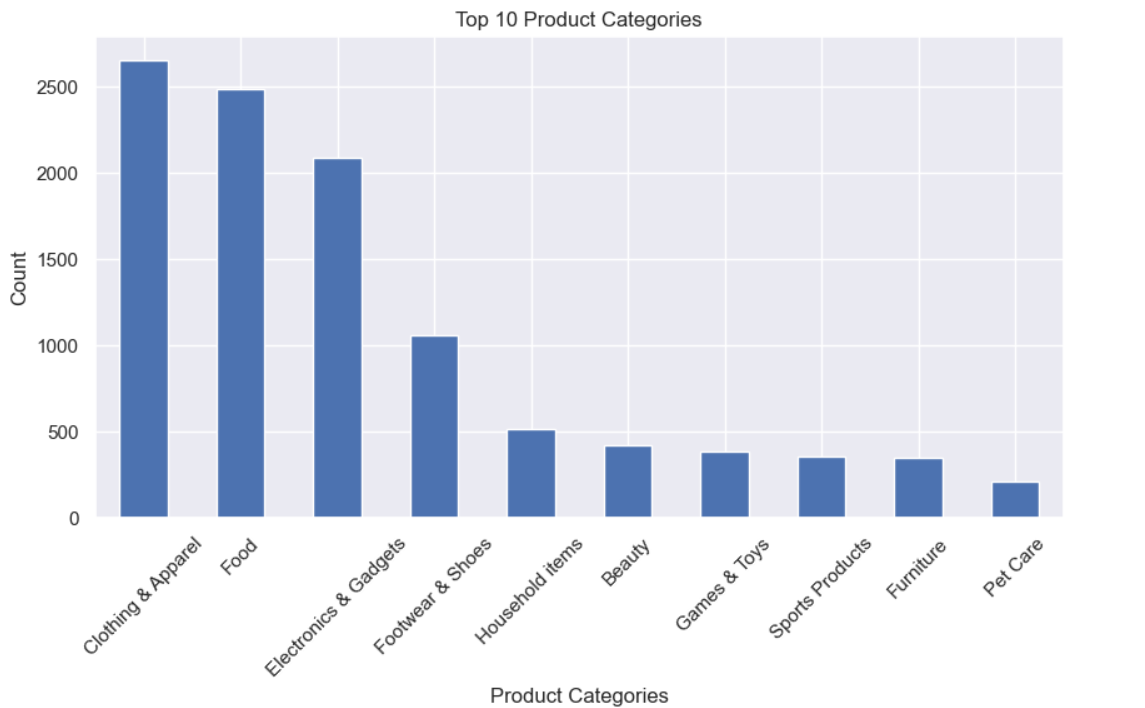 Top 10 Product Categories
Count
2500
2000
1500
1000
500
0
Clothing & Apparel
Food
Electronics & Gadgets
Footwear & Shoes
Household items
Beauty
Games & Toys
Sports Products
Furniture
Pet Care
Product Categories